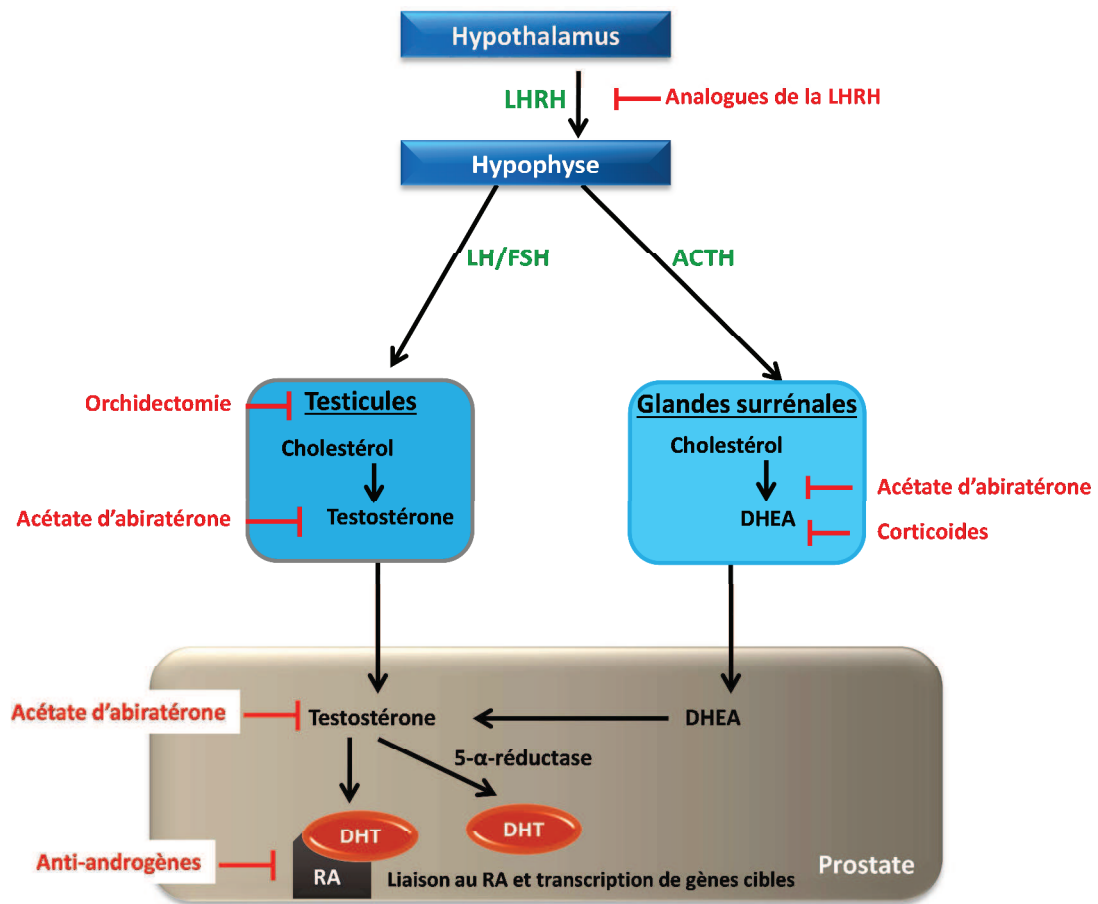 Hypothalamus
LHRH
Analogues de la LHRH
Hypophyse
LH/FSH
ACTH
Orchidectomie
Testicules
Cholestérol
Acétate d'abiratérone
Testostérone
Glandes surrénales
Cholestérol
Acétate d'abiratérone
DHEA
Corticoides
Acétate d'abiratérone
Testostérone
DHEA
5-α-réductase
DHT
DHT
Anti-androgènes
RA
Liaison au RA et transcription de gènes cibles
Prostate